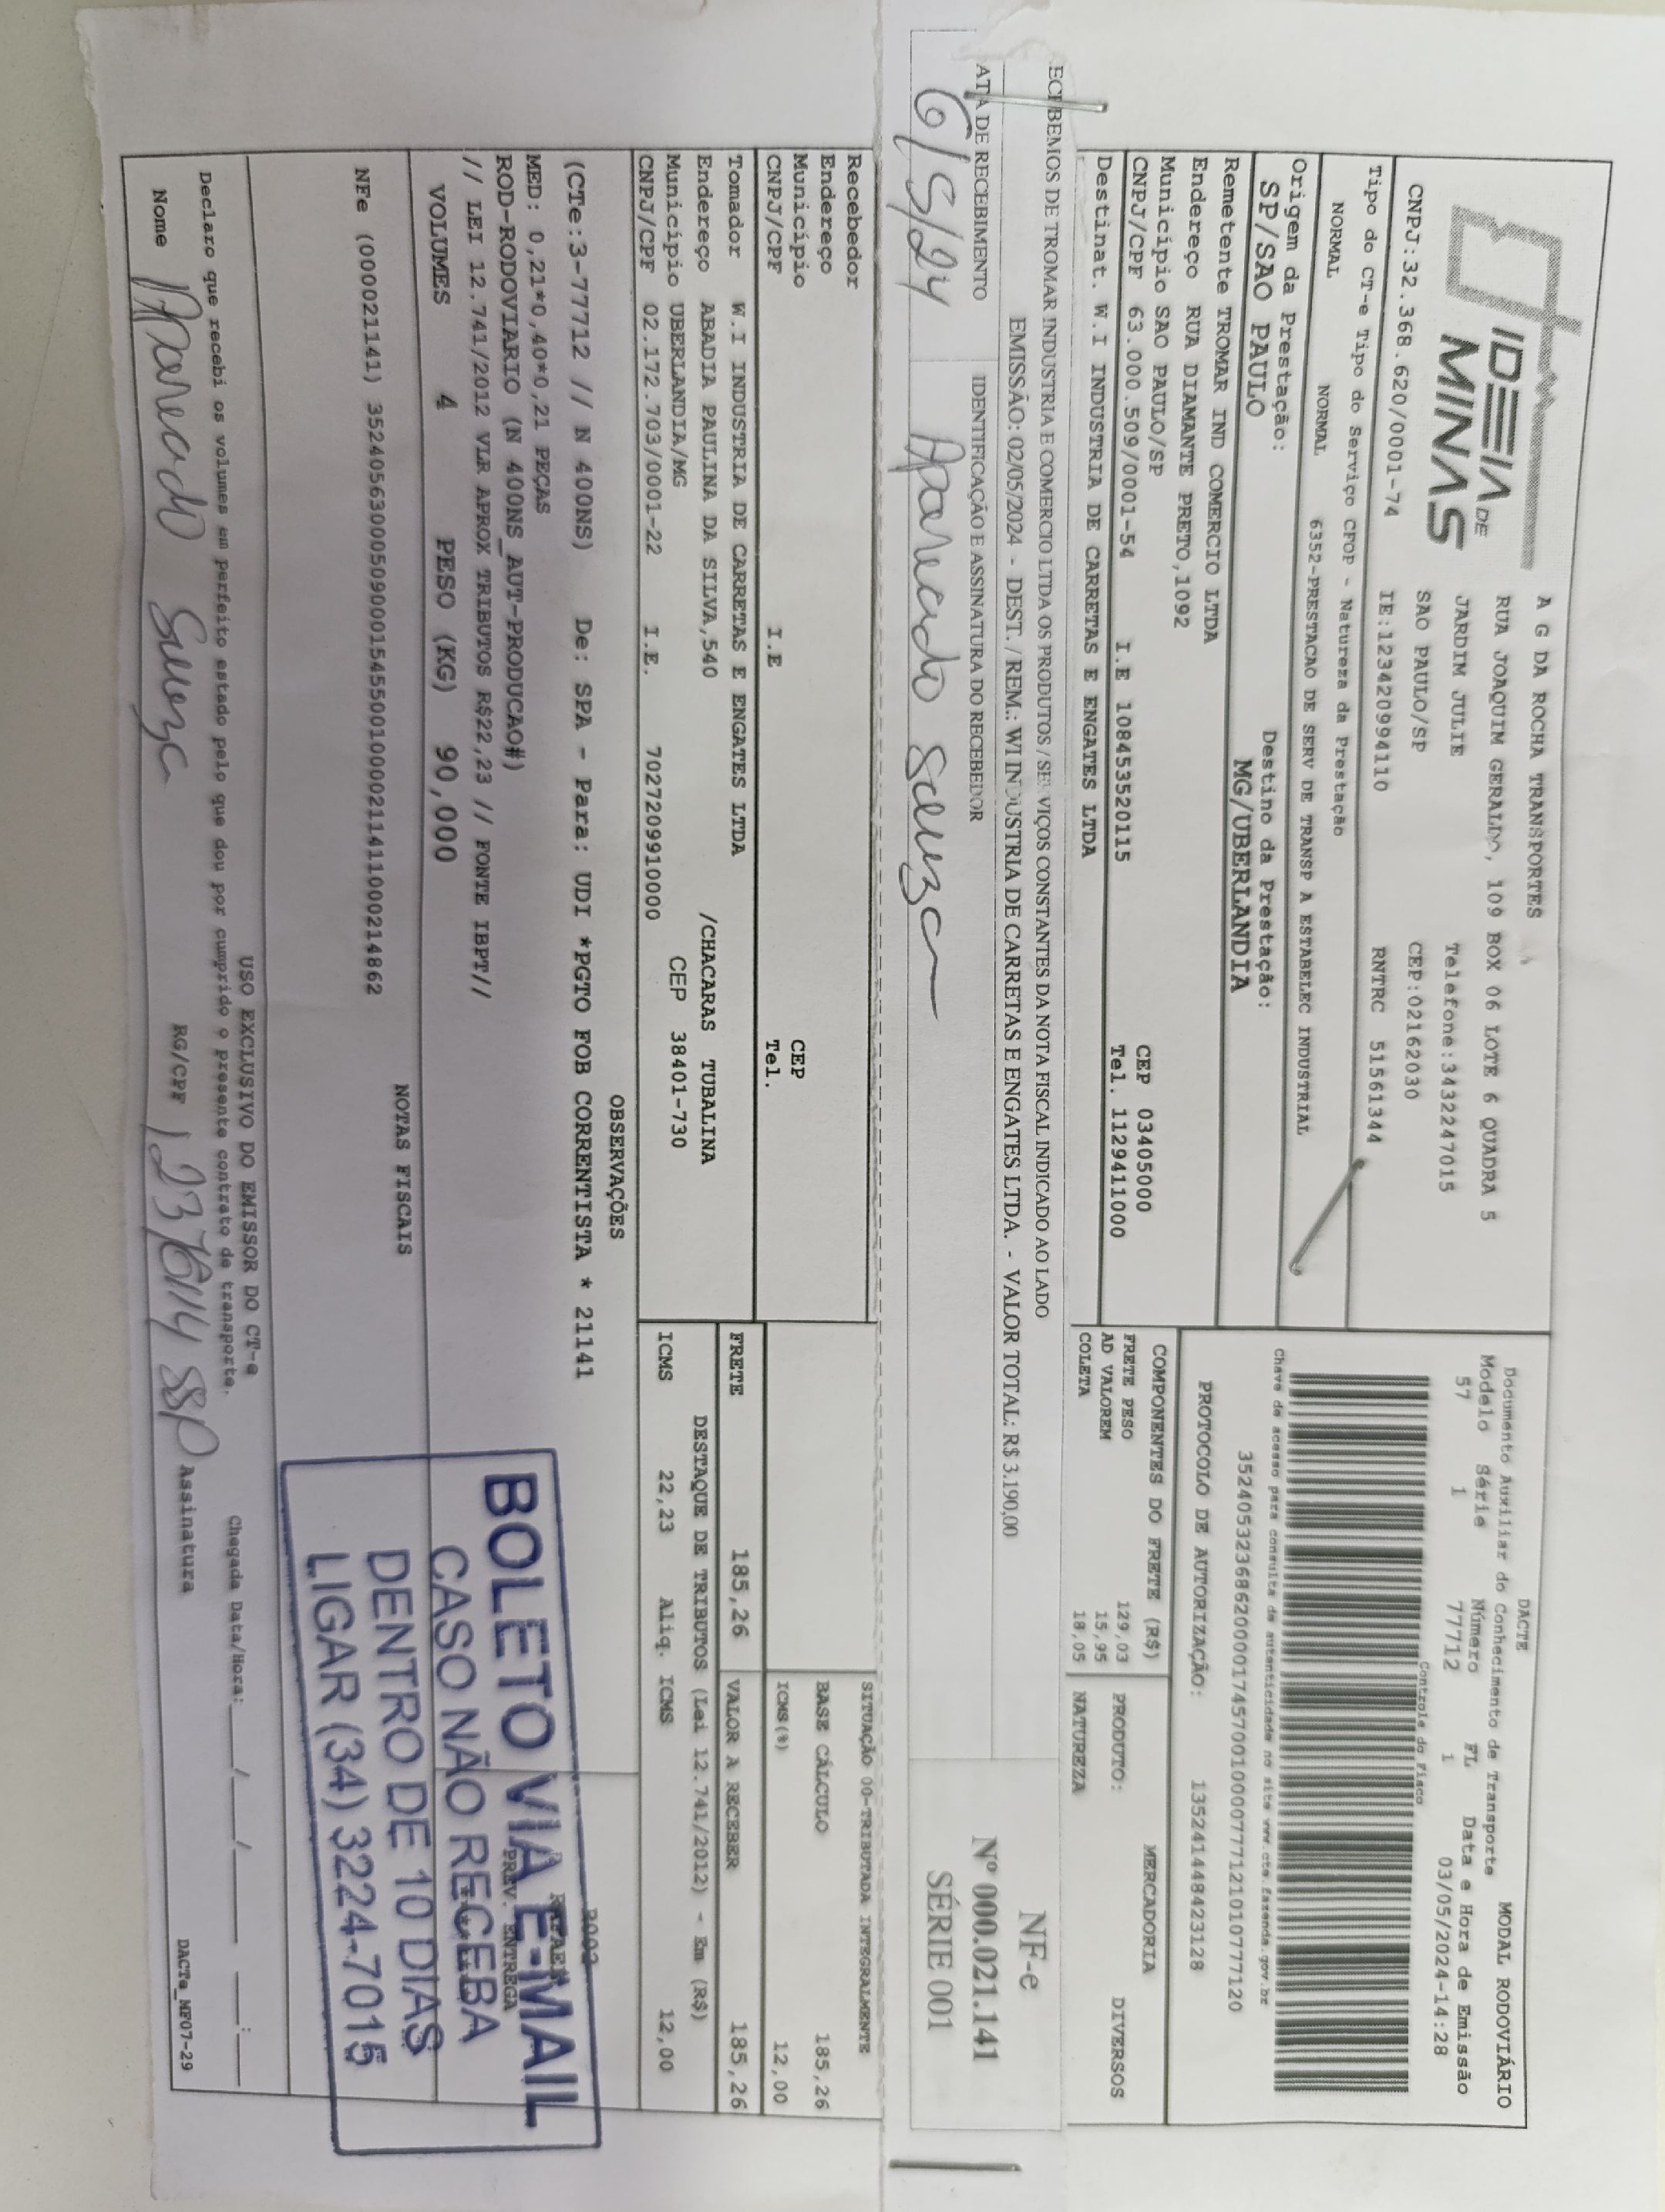 IDEIA DE
MINAS
CNPJ:32.368.620/0001-74
A G DA ROCHA TRANSPORTES
RUA JOAQUIM GERALDO, 109 BOX 06 LOTE 6 QUADRA 5
JARDIM JULIE Telefone:3432247015
SAO PAULO/SP CEP:02162030
IE:123420994110 RNTRC 51561344
DACTE
Documento Auxiliar do Conhecimento de Transporte
MODAL RODOVIÁRIO
Modelo Série Número FL Data e Hora de Emissão
57 1 77712 1 03/05/2024-14:28
Controle do Fisco
Chave de acesso para consulta de autenticidade no site www.cte.fazenda.gov.br
35240532368620000174570010000777121010777120
PROTOCOLO DE AUTORIZAÇÃO: 135241448423128
Tipo do CT-e Tipo do Serviço CFOP - Natureza da Prestação
NORMAL NORMAL 6352-PRESTACAO DE SERV DE TRANSP A ESTABELEC INDUSTRIAL
Origem da Prestação: Destino da Prestação:
SP/SAO PAULO MG/UBERLANDIA
Remetente TROMAR IND COMERCIO LTDA
Endereço RUA DIAMANTE PRETO,1092
Município SAO PAULO/SP CEP 03405000
CNPJ/CPF 63.000.509/0001-54 I.E 108453520115 Tel. 1129411000
Destinat. W.I INDUSTRIA DE CARRETAS E ENGATES LTDA
COMPONENTES DO FRETE (R$)
FRETE PESO 129,03
AD VALOREM 15,95
COLETA 18,05
MERCADORIA
PRODUTO: DIVERSOS
NATUREZA
ECEBEMOS DE TROMAR INDUSTRIA E COMERCIO LTDA OS PRODUTOS / SERVIÇOS CONSTANTES DA NOTA FISCAL INDICADO AO LADO
EMISSÃO: 02/05/2024 - DEST. / REM.: WI INDUSTRIA DE CARRETAS E ENGATES LTDA. - VALOR TOTAL: R$ 3.190,00
ATA DE RECEBIMENTO IDENTIFICAÇÃO E ASSINATURA DO RECEBEDOR
6/5/24 Aparecido Souza
NF-e
Nº 000.021.141
SÉRIE 001
Recebedor
Endereço
Município CEP
CNPJ/CPF I.E Tel.
SITUAÇÃO 00-TRIBUTADA INTEGRALMENTE
BASE CÁLCULO 185,26
ICMS(%) 12,00
Tomador W.I INDUSTRIA DE CARRETAS E ENGATES LTDA
Endereço ABADIA PAULINA DA SILVA,540 /CHACARAS TUBALINA
Município UBERLANDIA/MG CEP 38401-730
CNPJ/CPF 02.172.703/0001-22 I.E. 7027209910000
FRETE 185,26 VALOR A RECEBER 185,26
DESTAQUE DE TRIBUTOS (Lei 12.741/2012) - Em (R$)
ICMS 22,23 Aliq. ICMS 12,00
OBSERVAÇÕES
(CTe:3-77712 // N 400NS) De: SPA - Para: UDI *PGTO FOB CORRENTISTA * 21141
MED: 0,21*0,40*0,21 PEÇAS
ROD-RODOVIARIO (N 400NS_AUT-PRODUCAO#)
// LEI 12.741/2012 VLR APROX TRIBUTOS R$22,23 // FONTE IBPT//
VOLUMES 4 PESO (KG) 90,000
PREV. ENTREGA
NOTAS FISCAIS
NFe (000021141) 35240563000509000154550010000211411000214862
BOLETO VIA E-MAIL
CASO NÃO RECEBA
DENTRO DE 10 DIAS
LIGAR (34) 3224-7015
USO EXCLUSIVO DO EMISSOR DO CT-e
Declaro que recebi os volumes em perfeito estado pelo que dou por cumprido o presente contrato de transporte.
Chegada Data/Hora:____/____/______ ___:___
Nome Aparecido Souza RG/CPF SSP Assinatura
DACTe_MF07-29